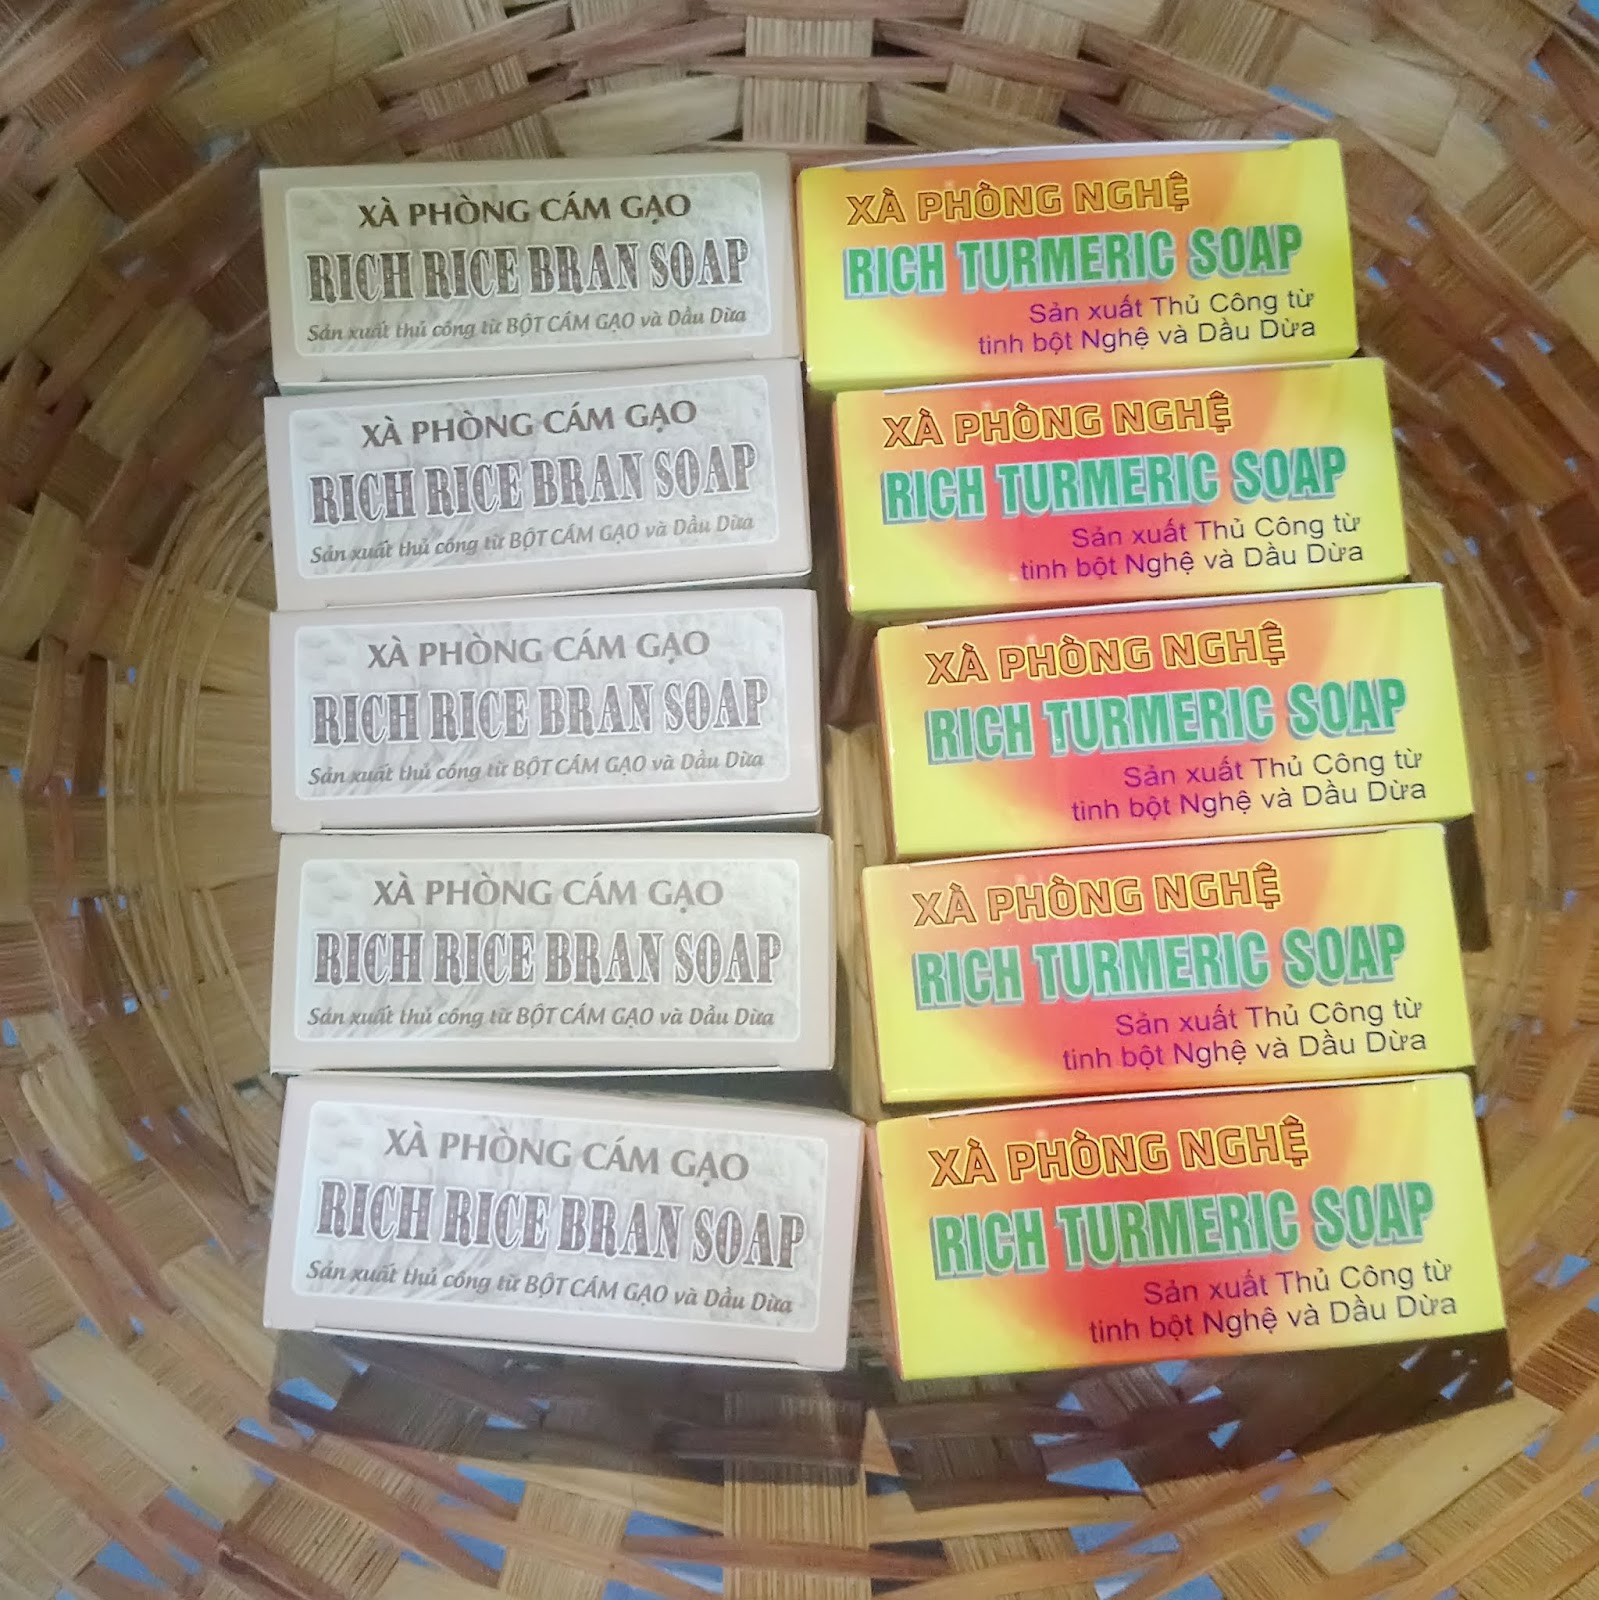 XÀ PHÒNG CÁM GẠO
RICH RICE BRAN SOAP
Sản xuất thủ công từ BỘT CÁM GẠO và Dầu Dừa
XÀ PHÒNG CÁM GẠO
RICH RICE BRAN SOAP
Sản xuất thủ công từ BỘT CÁM GẠO và Dầu Dừa
XÀ PHÒNG CÁM GẠO
RICH RICE BRAN SOAP
Sản xuất thủ công từ BỘT CÁM GẠO và Dầu Dừa
XÀ PHÒNG CÁM GẠO
RICH RICE BRAN SOAP
Sản xuất thủ công từ BỘT CÁM GẠO và Dầu Dừa
XÀ PHÒNG CÁM GẠO
RICH RICE BRAN SOAP
Sản xuất thủ công từ BỘT CÁM GẠO và Dầu Dừa
XÀ PHÒNG NGHỆ
RICH TURMERIC SOAP
Sản xuất Thủ Công từ
tinh bột Nghệ và Dầu Dừa
XÀ PHÒNG NGHỆ
RICH TURMERIC SOAP
Sản xuất Thủ Công từ
tinh bột Nghệ và Dầu Dừa
XÀ PHÒNG NGHỆ
RICH TURMERIC SOAP
Sản xuất Thủ Công từ
tinh bột Nghệ và Dầu Dừa
XÀ PHÒNG NGHỆ
RICH TURMERIC SOAP
Sản xuất Thủ Công từ
tinh bột Nghệ và Dầu Dừa
XÀ PHÒNG NGHỆ
RICH TURMERIC SOAP
Sản xuất Thủ Công từ
tinh bột Nghệ và Dầu Dừa